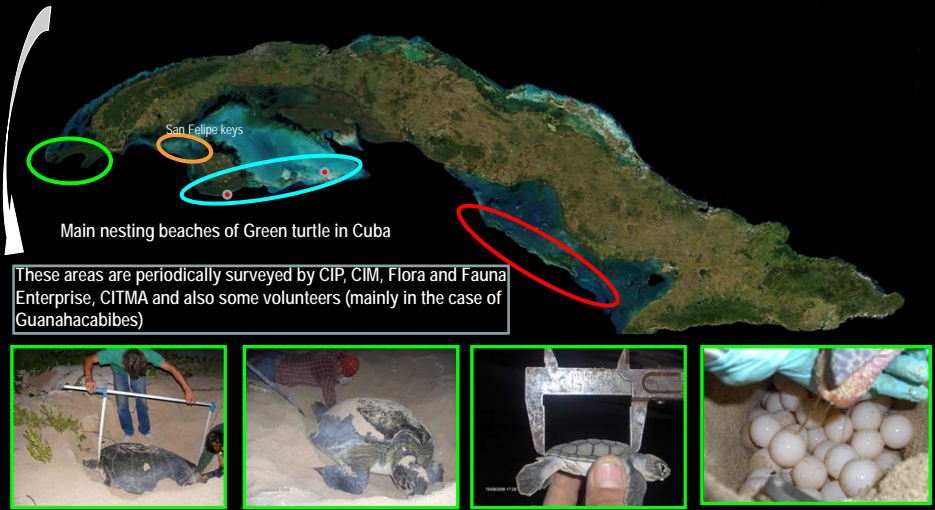 San Felipe keys
Main nesting beaches of Green turtle in Cuba
These areas are periodically surveyed by CIP, CIM, Flora and Fauna
Enterprise, CITMA and also some volunteers (mainly in the case of
Guanahacabibes)